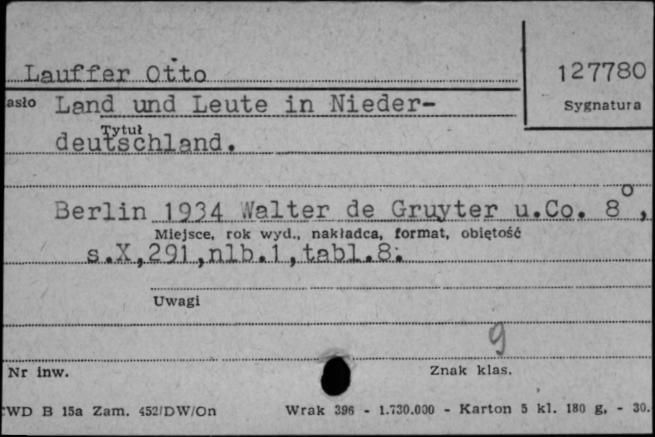 Lauffer Otto
127780
asło Land und Leute in Nieder-
Sygnatura
Tytuł
deutschland.
Berlin 1934 Walter de Gruyter u.Co. 8°,
Miejsce, rok wyd., nakładca, format, objętość
s.X,291,nlb.1,tabl.8.
Uwagi
9
Nr inw.
Znak klas.
WD B 15a Zam. 452/DW/On Wrak 396 - 1.730.000 - Karton 5 kl. 180 g. - 30.